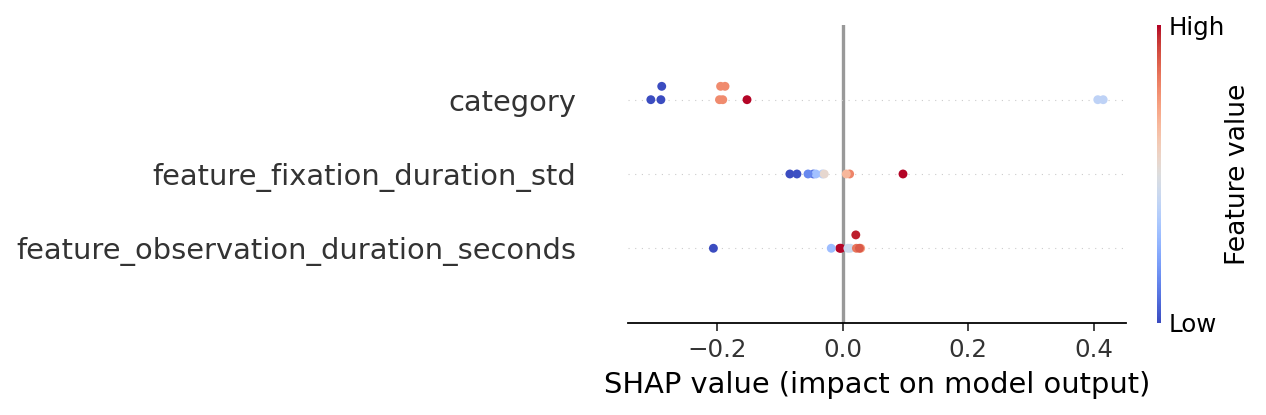 High
category
feature_fixation_duration_std
feature_observation_duration_seconds
Feature value
Low
−0.2 0.0 0.2 0.4
SHAP value (impact on model output)